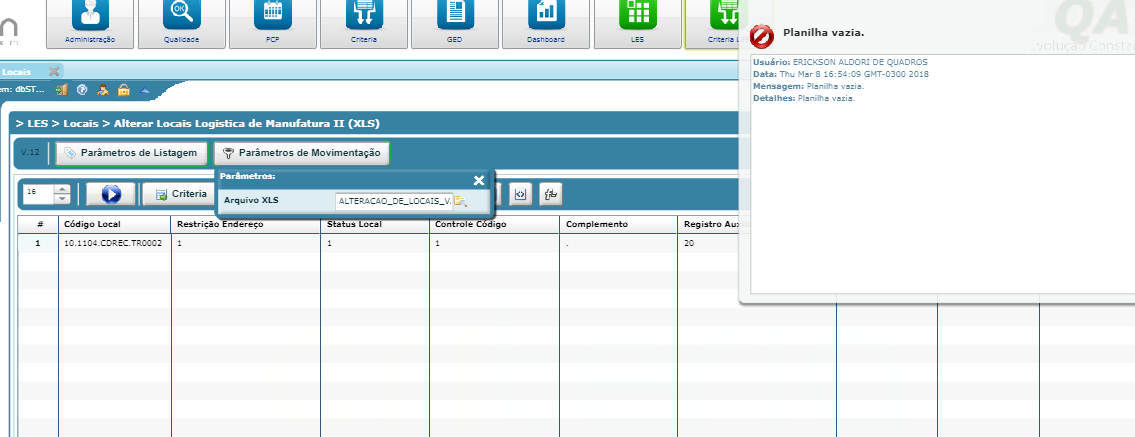 QA
Evolução Consta
Administração
Qualidade
PCP
Criteria
GED
Dashboard
LES
Criteria L
Planilha vazia.
Usuário: ERICKSON ALDORI DE QUADROS
Data: Thu Mar 8 16:54:09 GMT-0300 2018
Mensagem: Planilha vazia.
Detalhes: Planilha vazia.
Locais
em: dbST...
> LES > Locais > Alterar Locais Logistica de Manufatura II (XLS)
V.12 Parâmetros de Listagem Parâmetros de Movimentação
Parâmetros:
Arquivo XLS ALTERACAO_DE_LOCAIS_V
16 Criteria
# Código Local Restrição Endereço Status Local Controle Código Complemento Registro Aux
1 10.1104.CDREC.TR0002 1 1 1 . 20